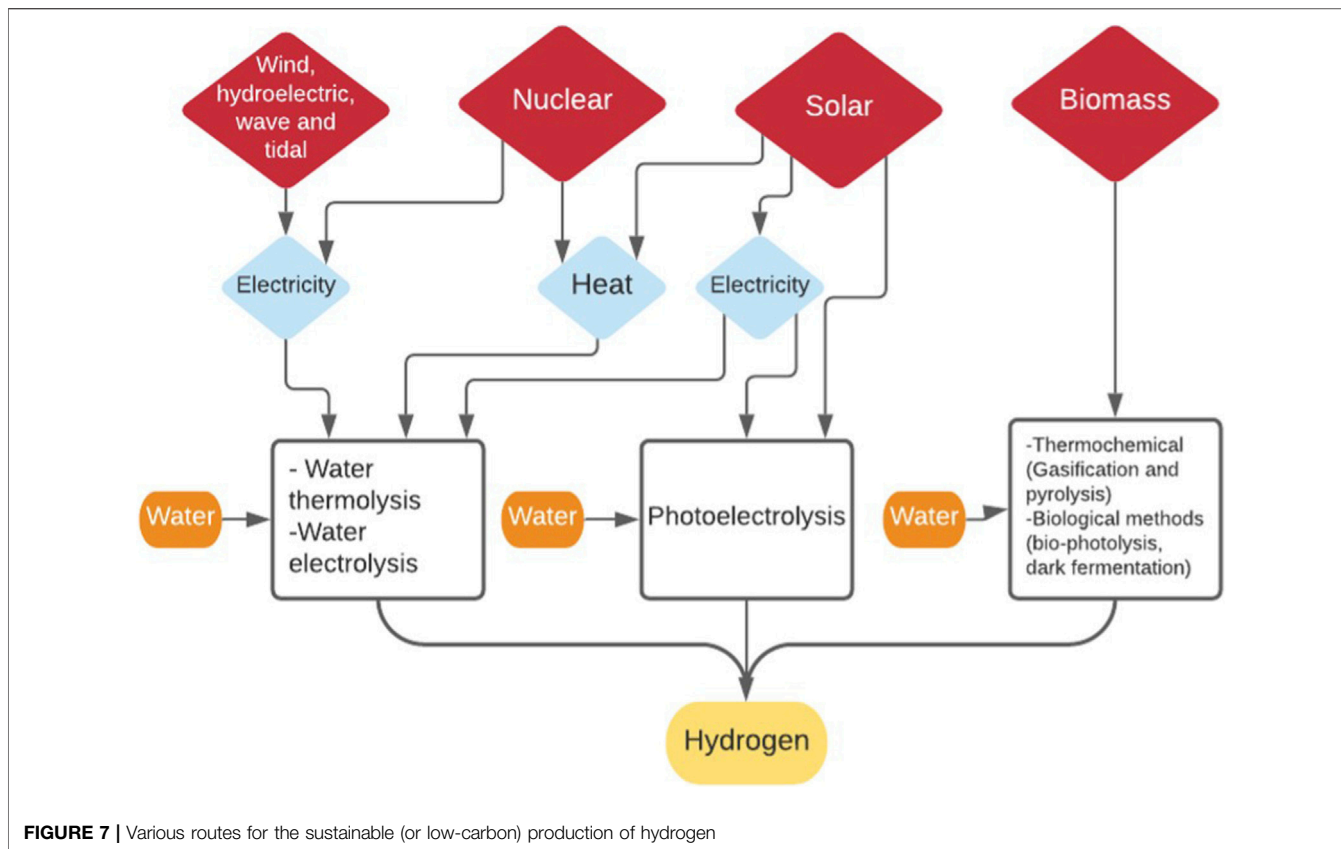 Wind,
hydroelectric,
wave and
tidal
Nuclear
Solar
Biomass
Electricity
Heat
Electricity
Water
- Water
thermolysis
-Water
electrolysis
Water
Photoelectrolysis
Water
-Thermochemical
(Gasification and
pyrolysis)
-Biological methods
(bio-photolysis,
dark fermentation)
Hydrogen
FIGURE 7 | Various routes for the sustainable (or low-carbon) production of hydrogen